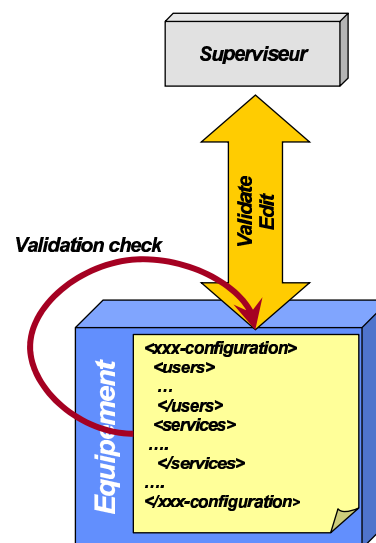 Superviseur
Validate
Edit
Validation check
Equipement
<xxx-configuration>
<users>
...
</users>
<services>
....
</services>
....
</xxx-configuration>